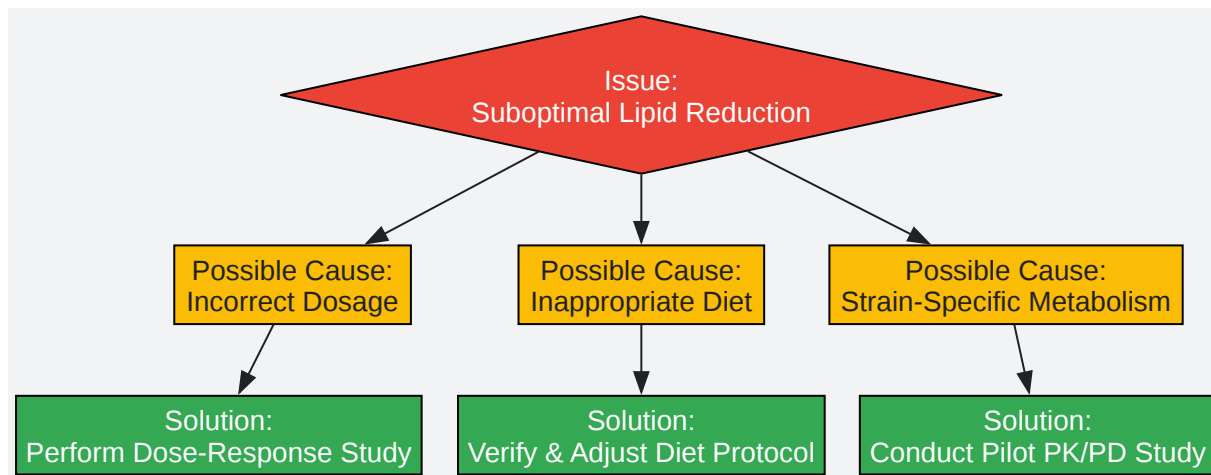 Issue:
Suboptimal Lipid Reduction
Possible Cause:
Incorrect Dosage
Possible Cause:
Inappropriate Diet
Possible Cause:
Strain-Specific Metabolism
Solution:
Perform Dose-Response Study
Solution:
Verify & Adjust Diet Protocol
Solution:
Conduct Pilot PK/PD Study